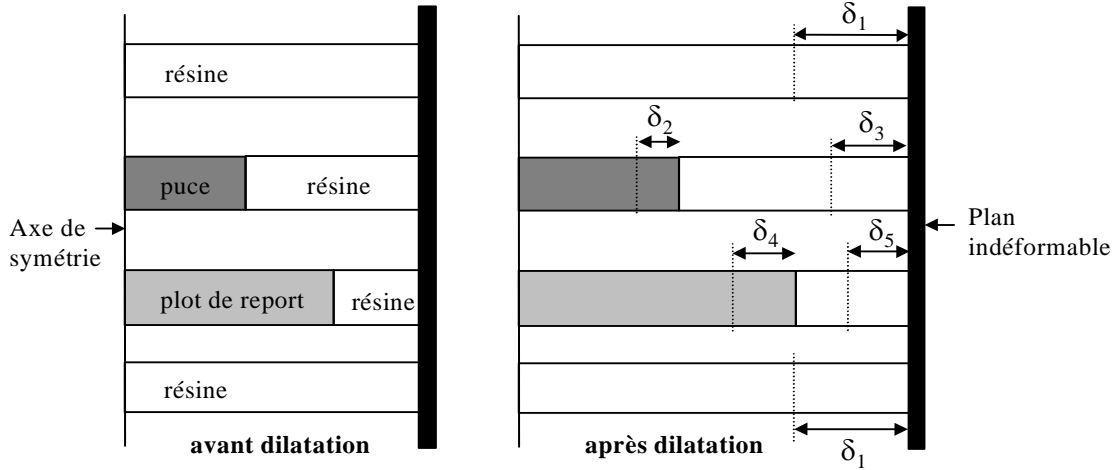 résine
puce
résine
Axe de
symétrie
plot de report
résine
résine
avant dilatation
δ1
δ2
δ3
Plan
indéformable
δ4
δ5
après dilatation
δ1